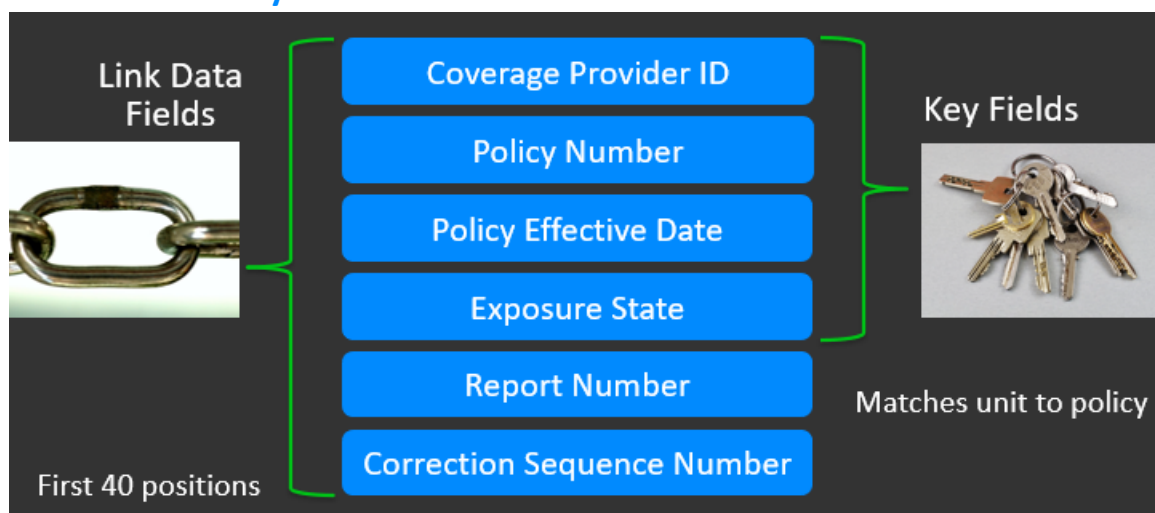 Link Data
Fields
Coverage Provider ID
Policy Number
Policy Effective Date
Exposure State
Report Number
Correction Sequence Number
Key Fields
Matches unit to policy
First 40 positions